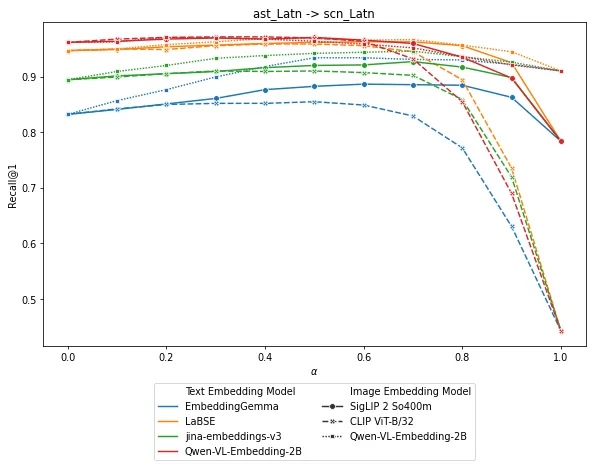 ast_Latn -> scn_Latn
Recall@1
0.9
0.8
0.7
0.6
0.5
0.0
0.2
0.4
0.6
0.8
1.0
α
Text Embedding Model
EmbeddingGemma
LaBSE
jina-embeddings-v3
Qwen-VL-Embedding-2B
Image Embedding Model
SigLIP 2 So400m
CLIP ViT-B/32
Qwen-VL-Embedding-2B